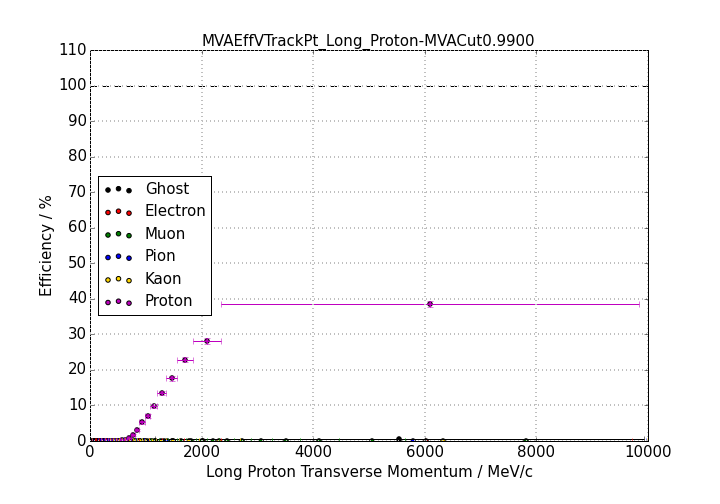 MVAEffVTrackPt_Long_Proton-MVACut0.9900
110
100
90
80
70
60
50
40
30
20
10
0
Efficiency / %
Ghost
Electron
Muon
Pion
Kaon
Proton
0 2000 4000 6000 8000 10000
Long Proton Transverse Momentum / MeV/c